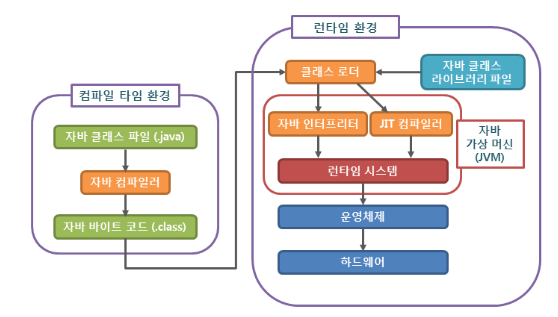 컴파일 타임 환경
자바 클래스 파일 (.java)
자바 컴파일러
자바 바이트 코드 (.class)
런타임 환경
클래스 로더
자바 클래스
라이브러리 파일
자바 인터프리터
JIT 컴파일러
자바
가상 머신
(JVM)
런타임 시스템
운영체제
하드웨어